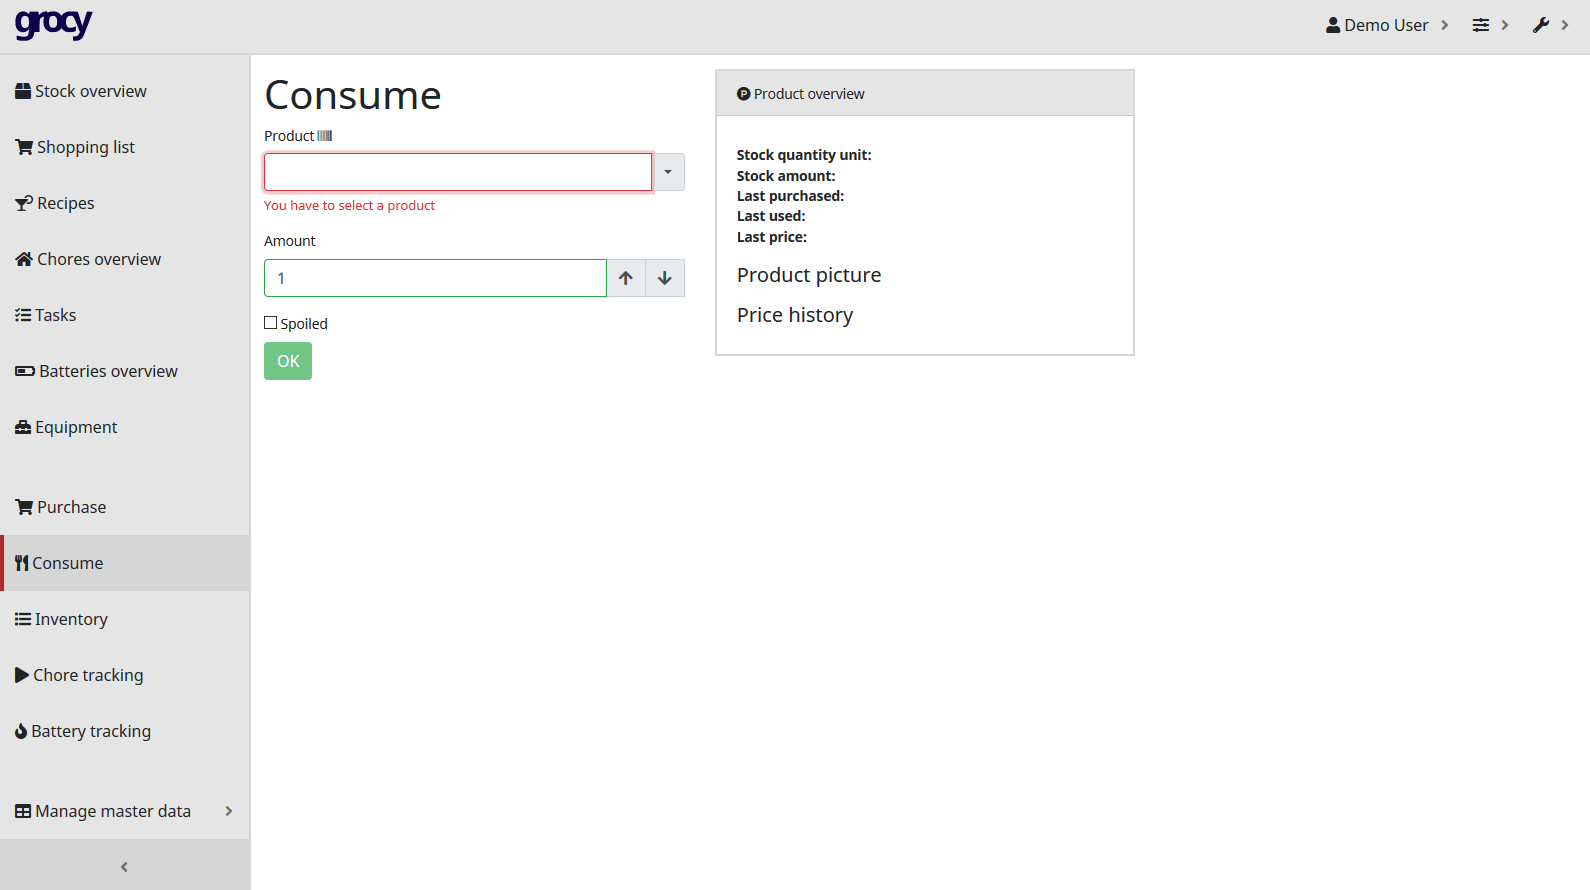 grocy
Demo User
Stock overview
Shopping list
Recipes
Chores overview
Tasks
Batteries overview
Equipment
Purchase
Consume
Inventory
Chore tracking
Battery tracking
Manage master data
Consume
Product
You have to select a product
Amount
1
Spoiled
OK
Product overview
Stock quantity unit:
Stock amount:
Last purchased:
Last used:
Last price:
Product picture
Price history